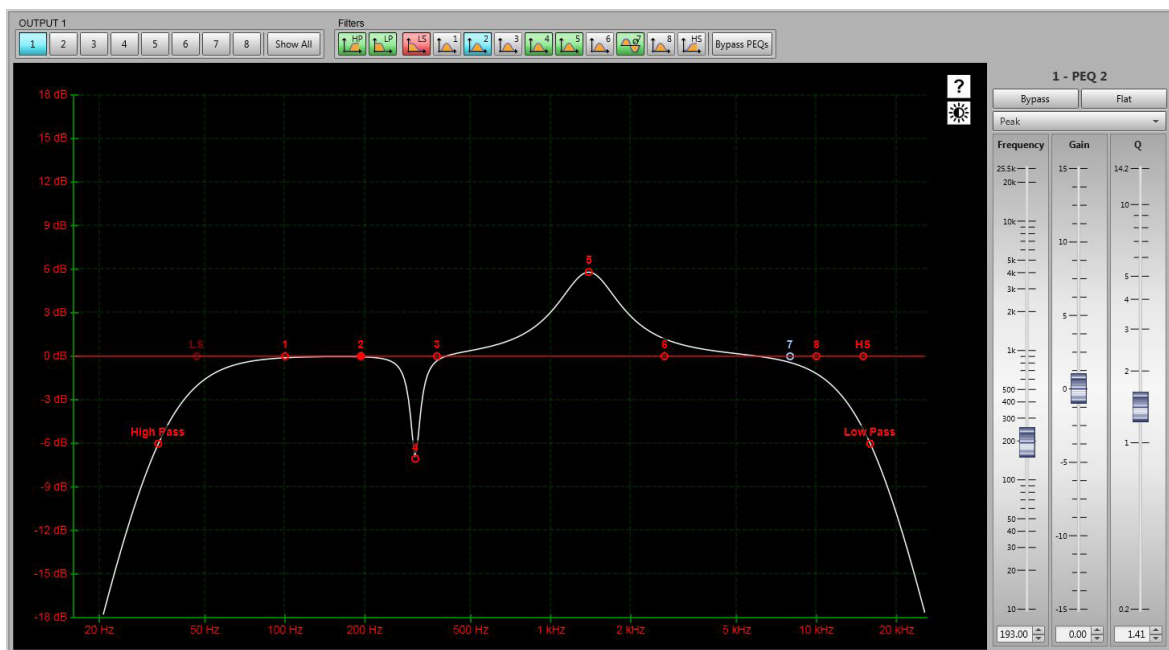 OUTPUT 1
Filters
1 2 3 4 5 6 7 8 Show All
HP LP LS 1 2 3 4 5 6 7 8 HS Bypass PEQs
?
1 - PEQ 2
Bypass Flat
Peak
Frequency Gain Q
18 dB
15 dB
12 dB
9 dB
6 dB
3 dB
0 dB
-3 dB
-6 dB
-9 dB
-12 dB
-15 dB
-18 dB
LS 1 2 3 4 5 6 7 8 HS
High Pass
Low Pass
20 Hz 50 Hz 100 Hz 200 Hz 500 Hz 1 kHz 2 kHz 5 kHz 10 kHz 20 kHz
25.5k
20k
10k
5k
4k
3k
2k
1k
500
400
300
200
100
50
40
30
20
10
15
10
5
0
-5
-10
-15
14.2
10
5
4
3
2
1
0.2
193.00 0.00 1.41